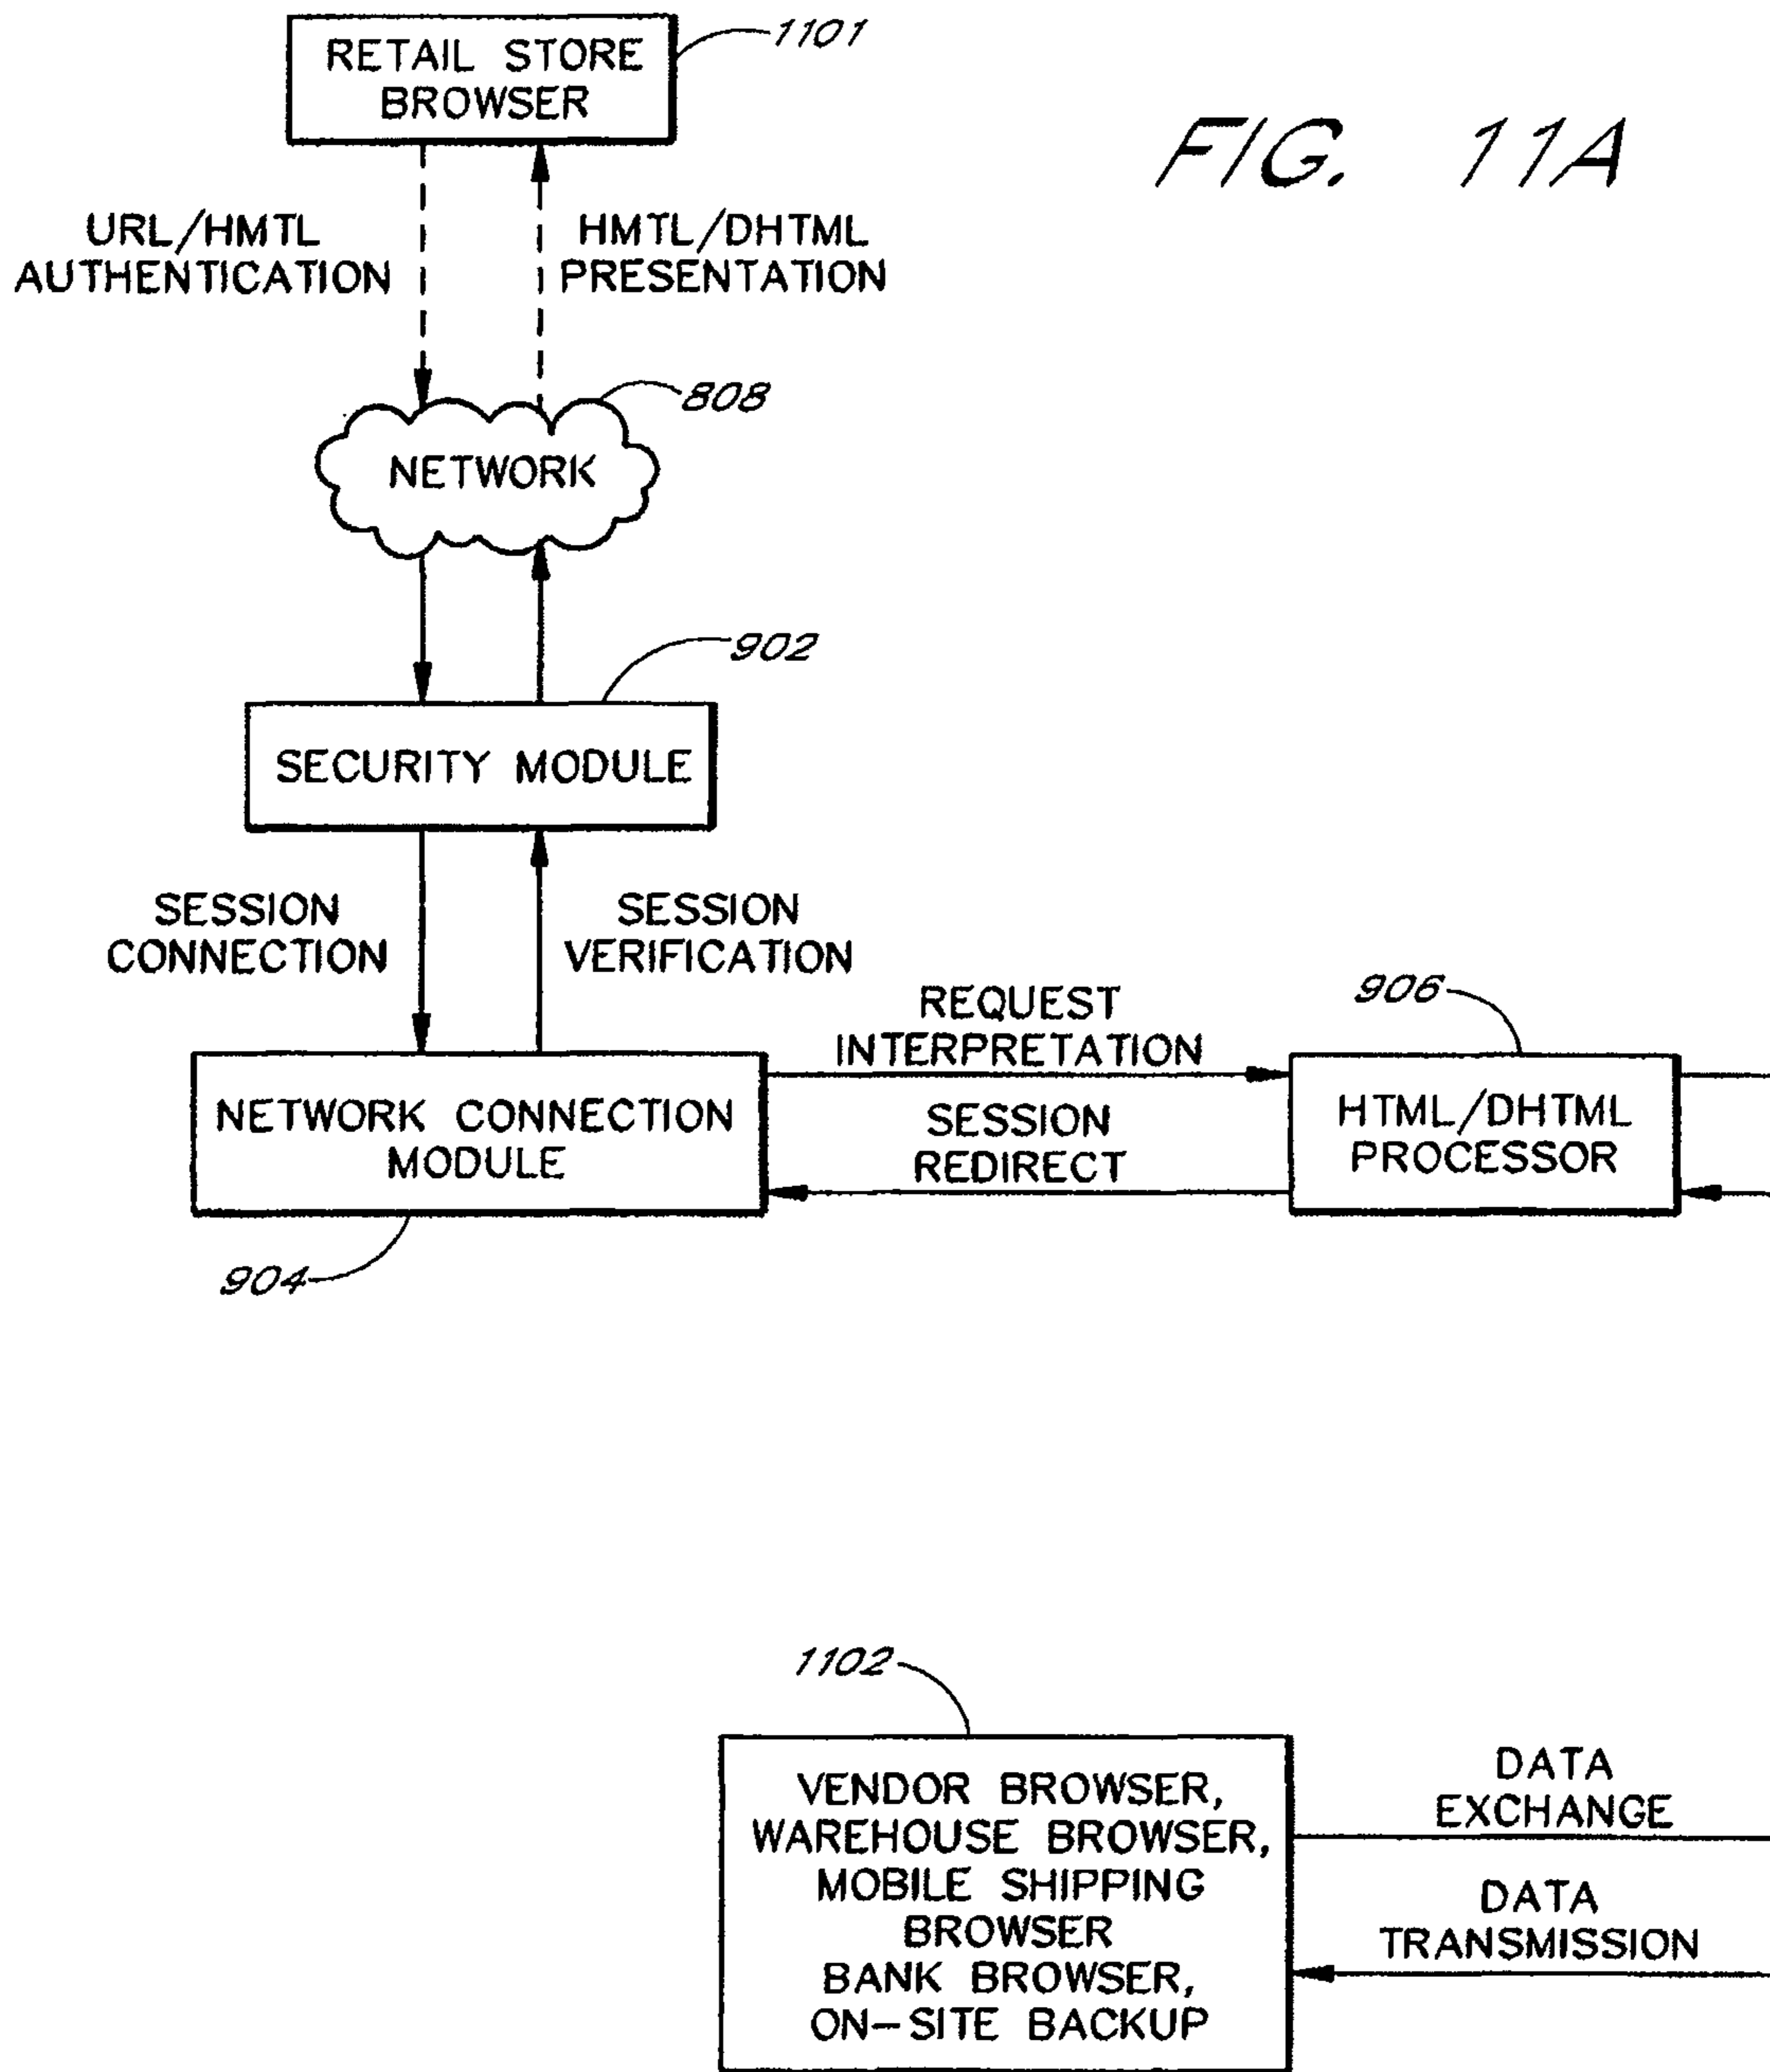 1101
RETAIL STORE
BROWSER
FIG. 11A
URL/HMTL
AUTHENTICATION
HMTL/DHTML
PRESENTATION
808
NETWORK
902
SECURITY MODULE
SESSION
CONNECTION
SESSION
VERIFICATION
REQUEST
INTERPRETATION
906
NETWORK CONNECTION
MODULE
SESSION
REDIRECT
HTML/DHTML
PROCESSOR
904
1102
VENDOR BROWSER,
WAREHOUSE BROWSER,
MOBILE SHIPPING
BROWSER
BANK BROWSER,
ON-SITE BACKUP
DATA
EXCHANGE
DATA
TRANSMISSION